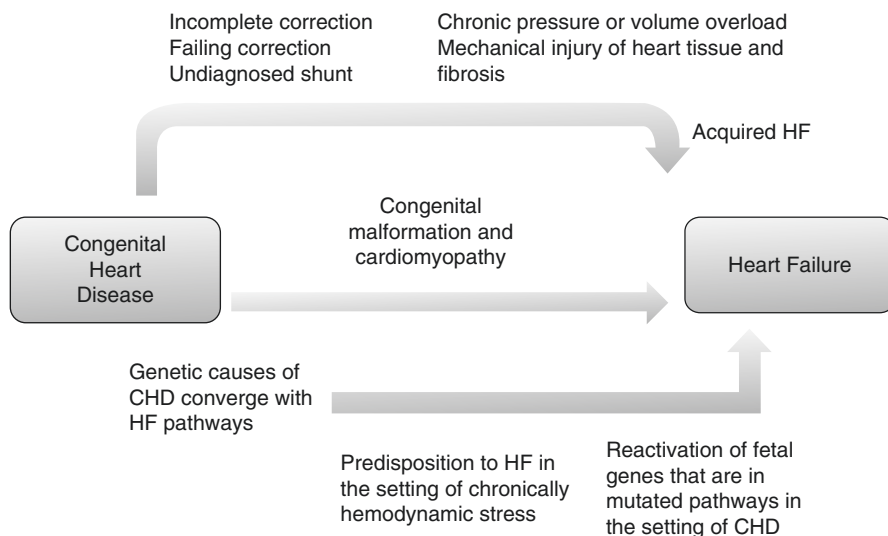 Incomplete correction
Failing correction
Undiagnosed shunt
Chronic pressure or volume overload
Mechanical injury of heart tissue and
fibrosis
Acquired HF
Congenital
Heart
Disease
Congenital
malformation and
cardiomyopathy
Heart Failure
Genetic causes of
CHD converge with
HF pathways
Predisposition to HF in
the setting of chronically
hemodynamic stress
Reactivation of fetal
genes that are in
mutated pathways in
the setting of CHD